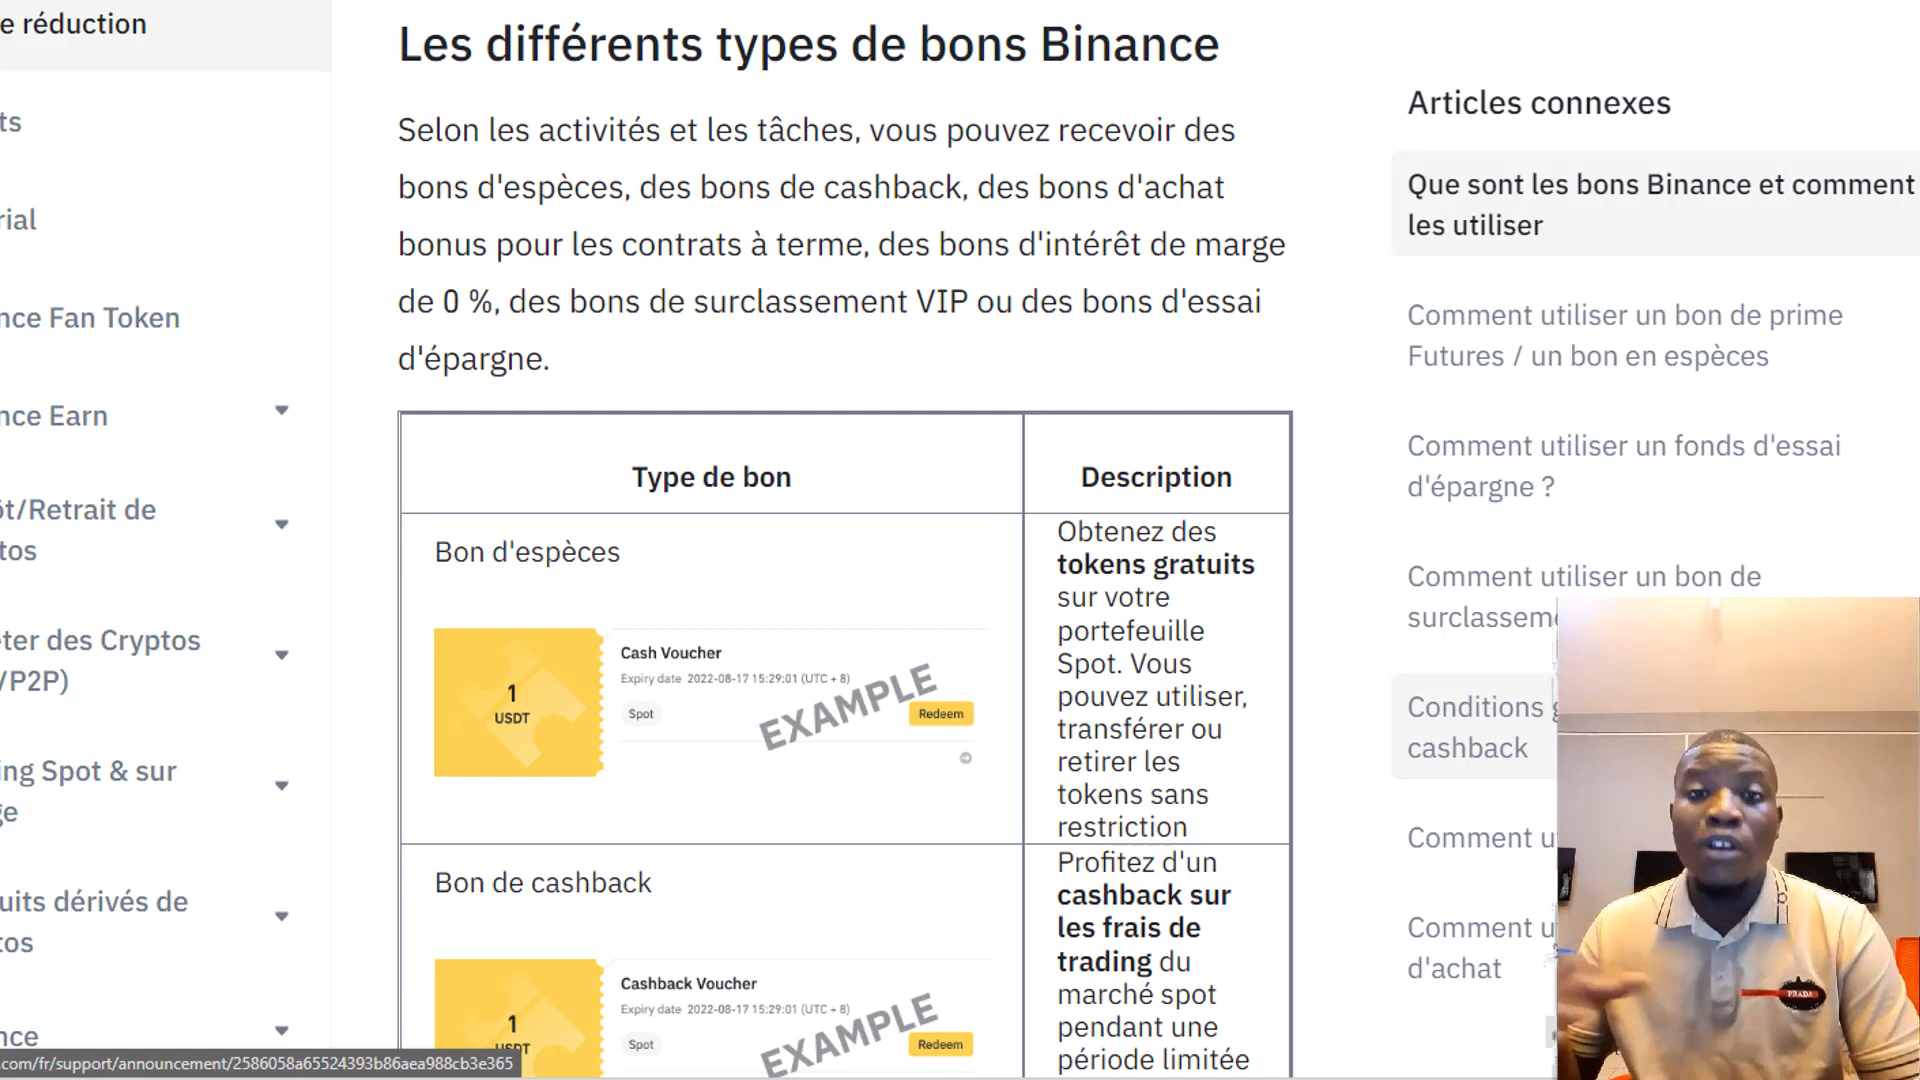 e réduction
ts
rial
nce Fan Token
nce Earn
ôt/Retrait de
tos
eter des Cryptos
/P2P)
ing Spot & sur
ge
uits dérivés de
tos
nce
.com/fr/support/announcement/2586058a65524393b86aea988cb3e365
Les différents types de bons Binance
Selon les activités et les tâches, vous pouvez recevoir des
bons d'espèces, des bons de cashback, des bons d'achat
bonus pour les contrats à terme, des bons d'intérêt de marge
de 0 %, des bons de surclassement VIP ou des bons d'essai
d'épargne.
Type de bon
Description
Bon d'espèces
1
USDT
Cash Voucher
Expiry date 2022-08-17 15:29:01 (UTC + 8)
Spot
EXAMPLE
Redeem
Obtenez des
tokens gratuits
sur votre
portefeuille
Spot. Vous
pouvez utiliser,
transférer ou
retirer les
tokens sans
restriction
Bon de cashback
1
USDT
Cashback Voucher
Expiry date 2022-08-17 15:29:01 (UTC + 8)
Spot
EXAMPLE
Redeem
Profitez d'un
cashback sur
les frais de
trading du
marché spot
pendant une
période limitée
Articles connexes
Que sont les bons Binance et comment
les utiliser
Comment utiliser un bon de prime
Futures / un bon en espèces
Comment utiliser un fonds d'essai
d'épargne ?
Comment utiliser un bon de
surclassem
Conditions g
cashback
Comment u
Comment u
d'achat
PRADA